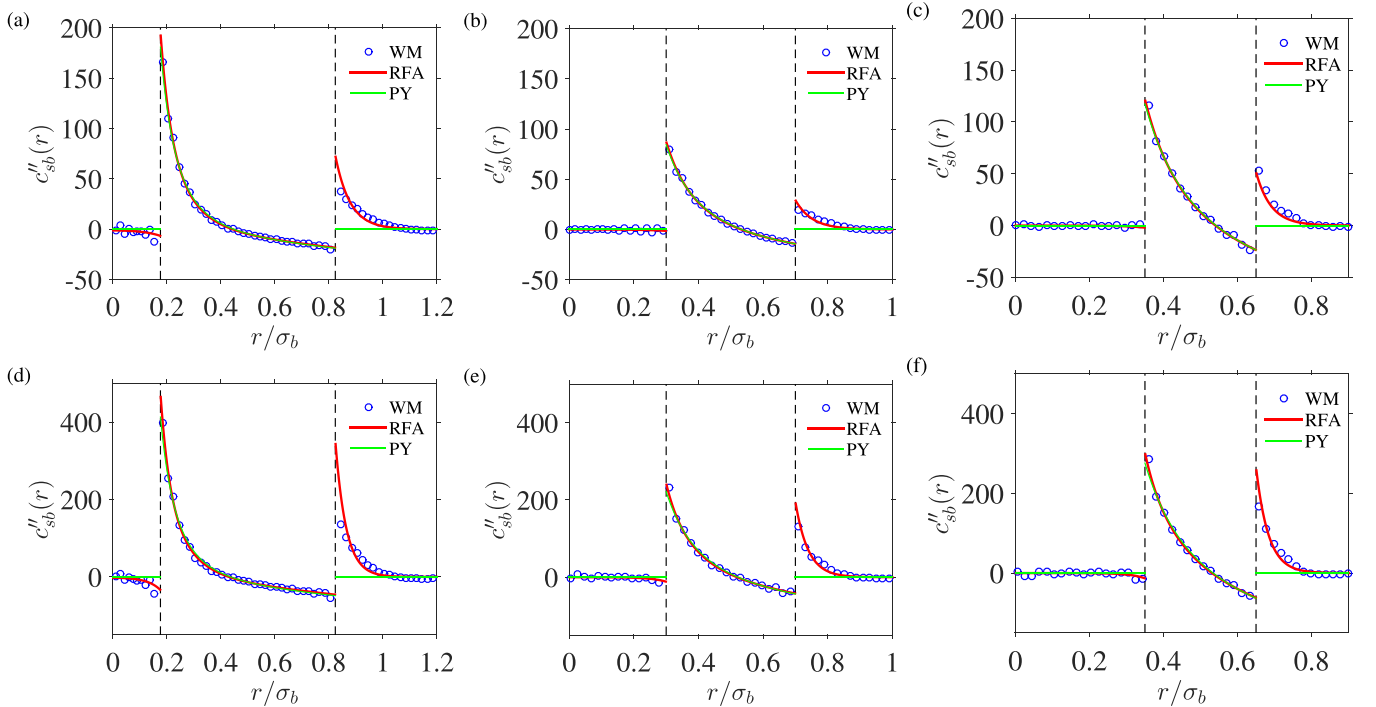 (a)
200
150
100
50
0
-50
c''_{sb}(r)
0 0.2 0.4 0.6 0.8 1 1.2
r/σ_b
WM
RFA
PY
(b)
200
150
100
50
0
-50
c''_{sb}(r)
0 0.2 0.4 0.6 0.8 1
r/σ_b
WM
RFA
PY
(c)
200
150
100
50
0
-50
c''_{sb}(r)
0 0.2 0.4 0.6 0.8
r/σ_b
WM
RFA
PY
(d)
400
200
0
c''_{sb}(r)
0 0.2 0.4 0.6 0.8 1 1.2
r/σ_b
WM
RFA
PY
(e)
400
200
0
c''_{sb}(r)
0 0.2 0.4 0.6 0.8 1
r/σ_b
WM
RFA
PY
(f)
400
200
0
c''_{sb}(r)
0 0.2 0.4 0.6 0.8
r/σ_b
WM
RFA
PY